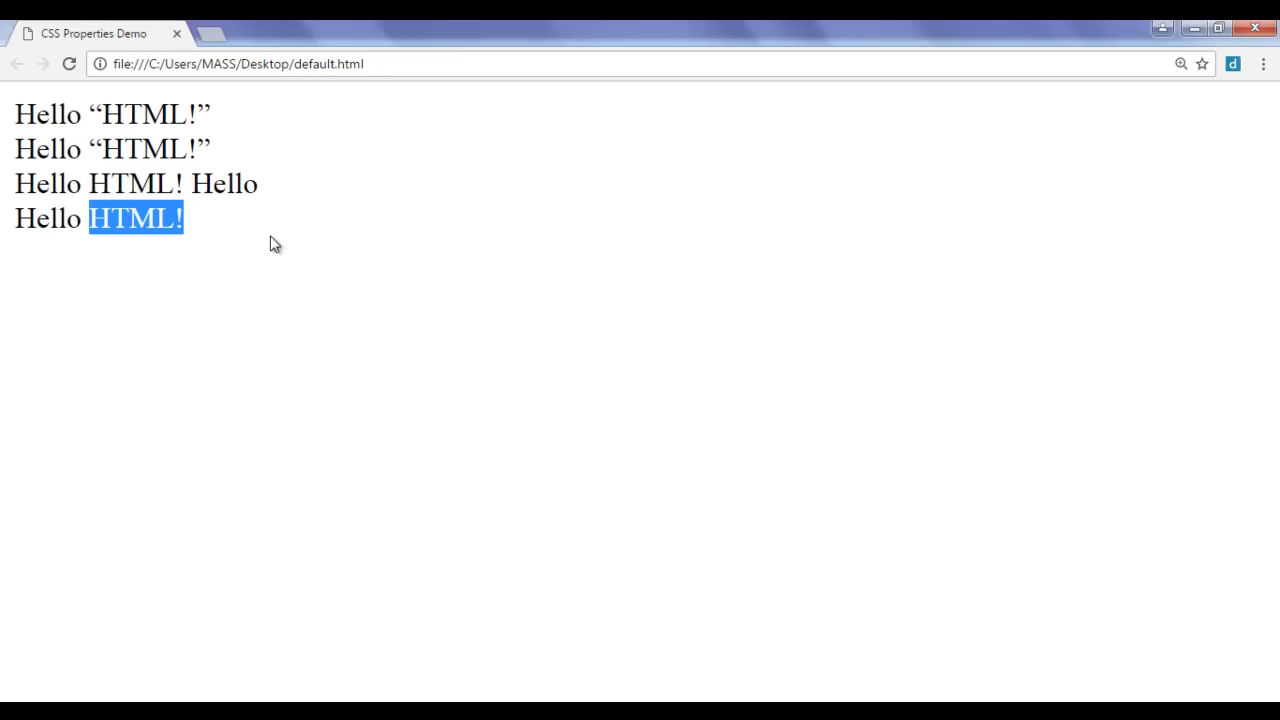 CSS Properties Demo
file:///C:/Users/MASS/Desktop/default.html
d
Hello “HTML!”
Hello “HTML!”
Hello HTML! Hello
Hello HTML!